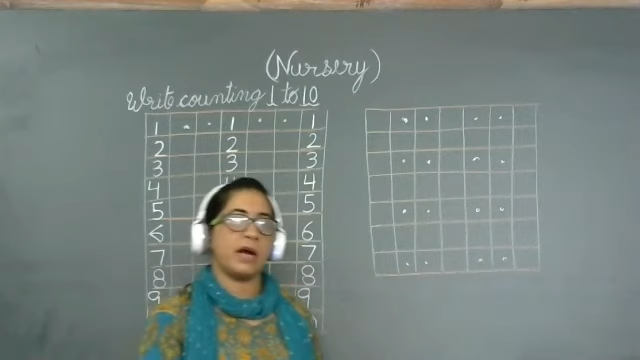 (Nursery)
Write counting 1 to 10
1 1 1
2 2 2
3 3 3
4 4
5 5
6 6
7 7
8 8
9 9